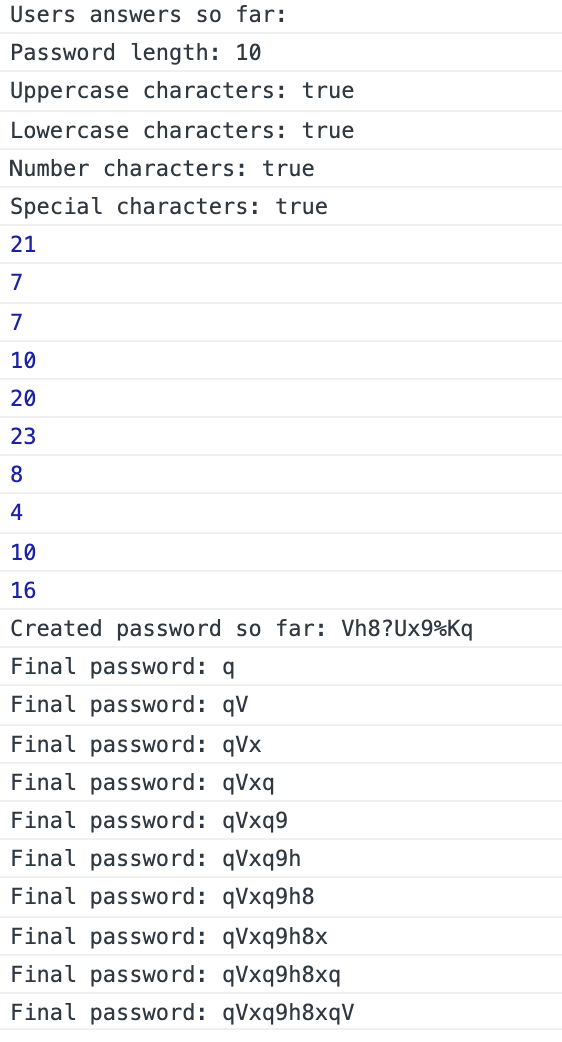 Users answers so far:
Password length: 10
Uppercase characters: true
Lowercase characters: true
Number characters: true
Special characters: true
21
7
7
10
20
23
8
4
10
16
Created password so far: Vh8?Ux9%Kq
Final password: q
Final password: qV
Final password: qVx
Final password: qVxq
Final password: qVxq9
Final password: qVxq9h
Final password: qVxq9h8
Final password: qVxq9h8x
Final password: qVxq9h8xq
Final password: qVxq9h8xqV